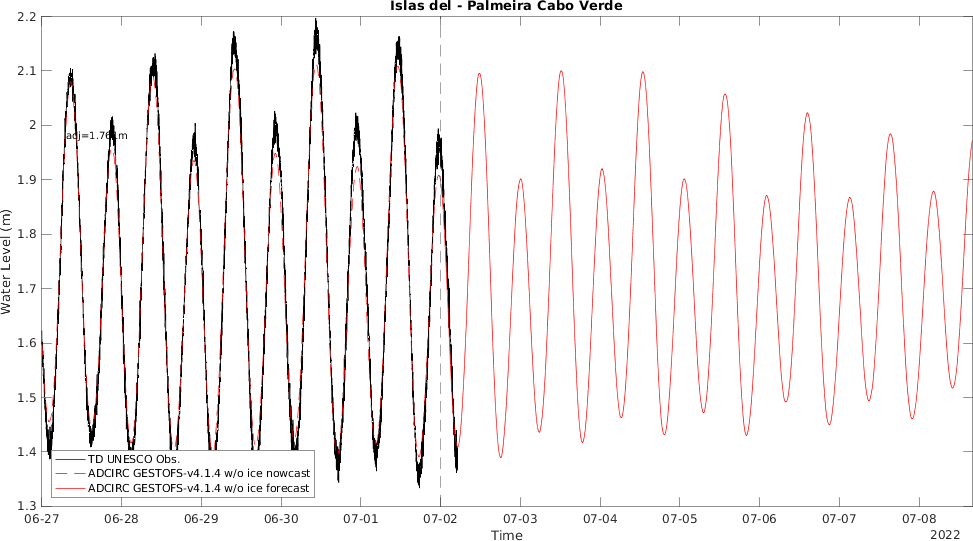 Islas del - Palmeira Cabo Verde
2.2
2.1
2
1.9
1.8
1.7
1.6
1.5
1.4
1.3
Water Level (m)
TD UNESCO Obs.
ADCIRC GESTOFS-v4.1.4 w/o ice nowcast
ADCIRC GESTOFS-v4.1.4 w/o ice forecast
06-27 06-28 06-29 06-30 07-01 07-02 07-03 07-04 07-05 07-06 07-07 07-08
Time
2022